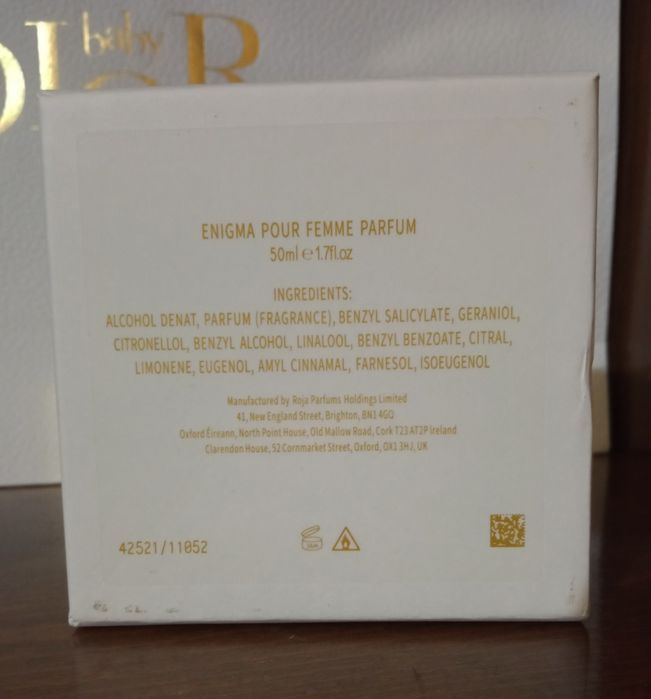 baby
DIOR
ENIGMA POUR FEMME PARFUM
50ml ℮ 1.7fl.oz
INGREDIENTS:
ALCOHOL DENAT, PARFUM (FRAGRANCE), BENZYL SALICYLATE, GERANIOL,
CITRONELLOL, BENZYL ALCOHOL, LINALOOL, BENZYL BENZOATE, CITRAL,
LIMONENE, EUGENOL, AMYL CINNAMAL, FARNESOL, ISOEUGENOL
Manufactured by Roja Parfums Holdings Limited
41, New England Street, Brighton, BN1 4GQ
Oxford Éireann, North Point House, Old Mallow Road, Cork T23 AT2P Ireland
Clarendon House, 52 Cornmarket Street, Oxford, OX1 3HJ, UK
42521/11052